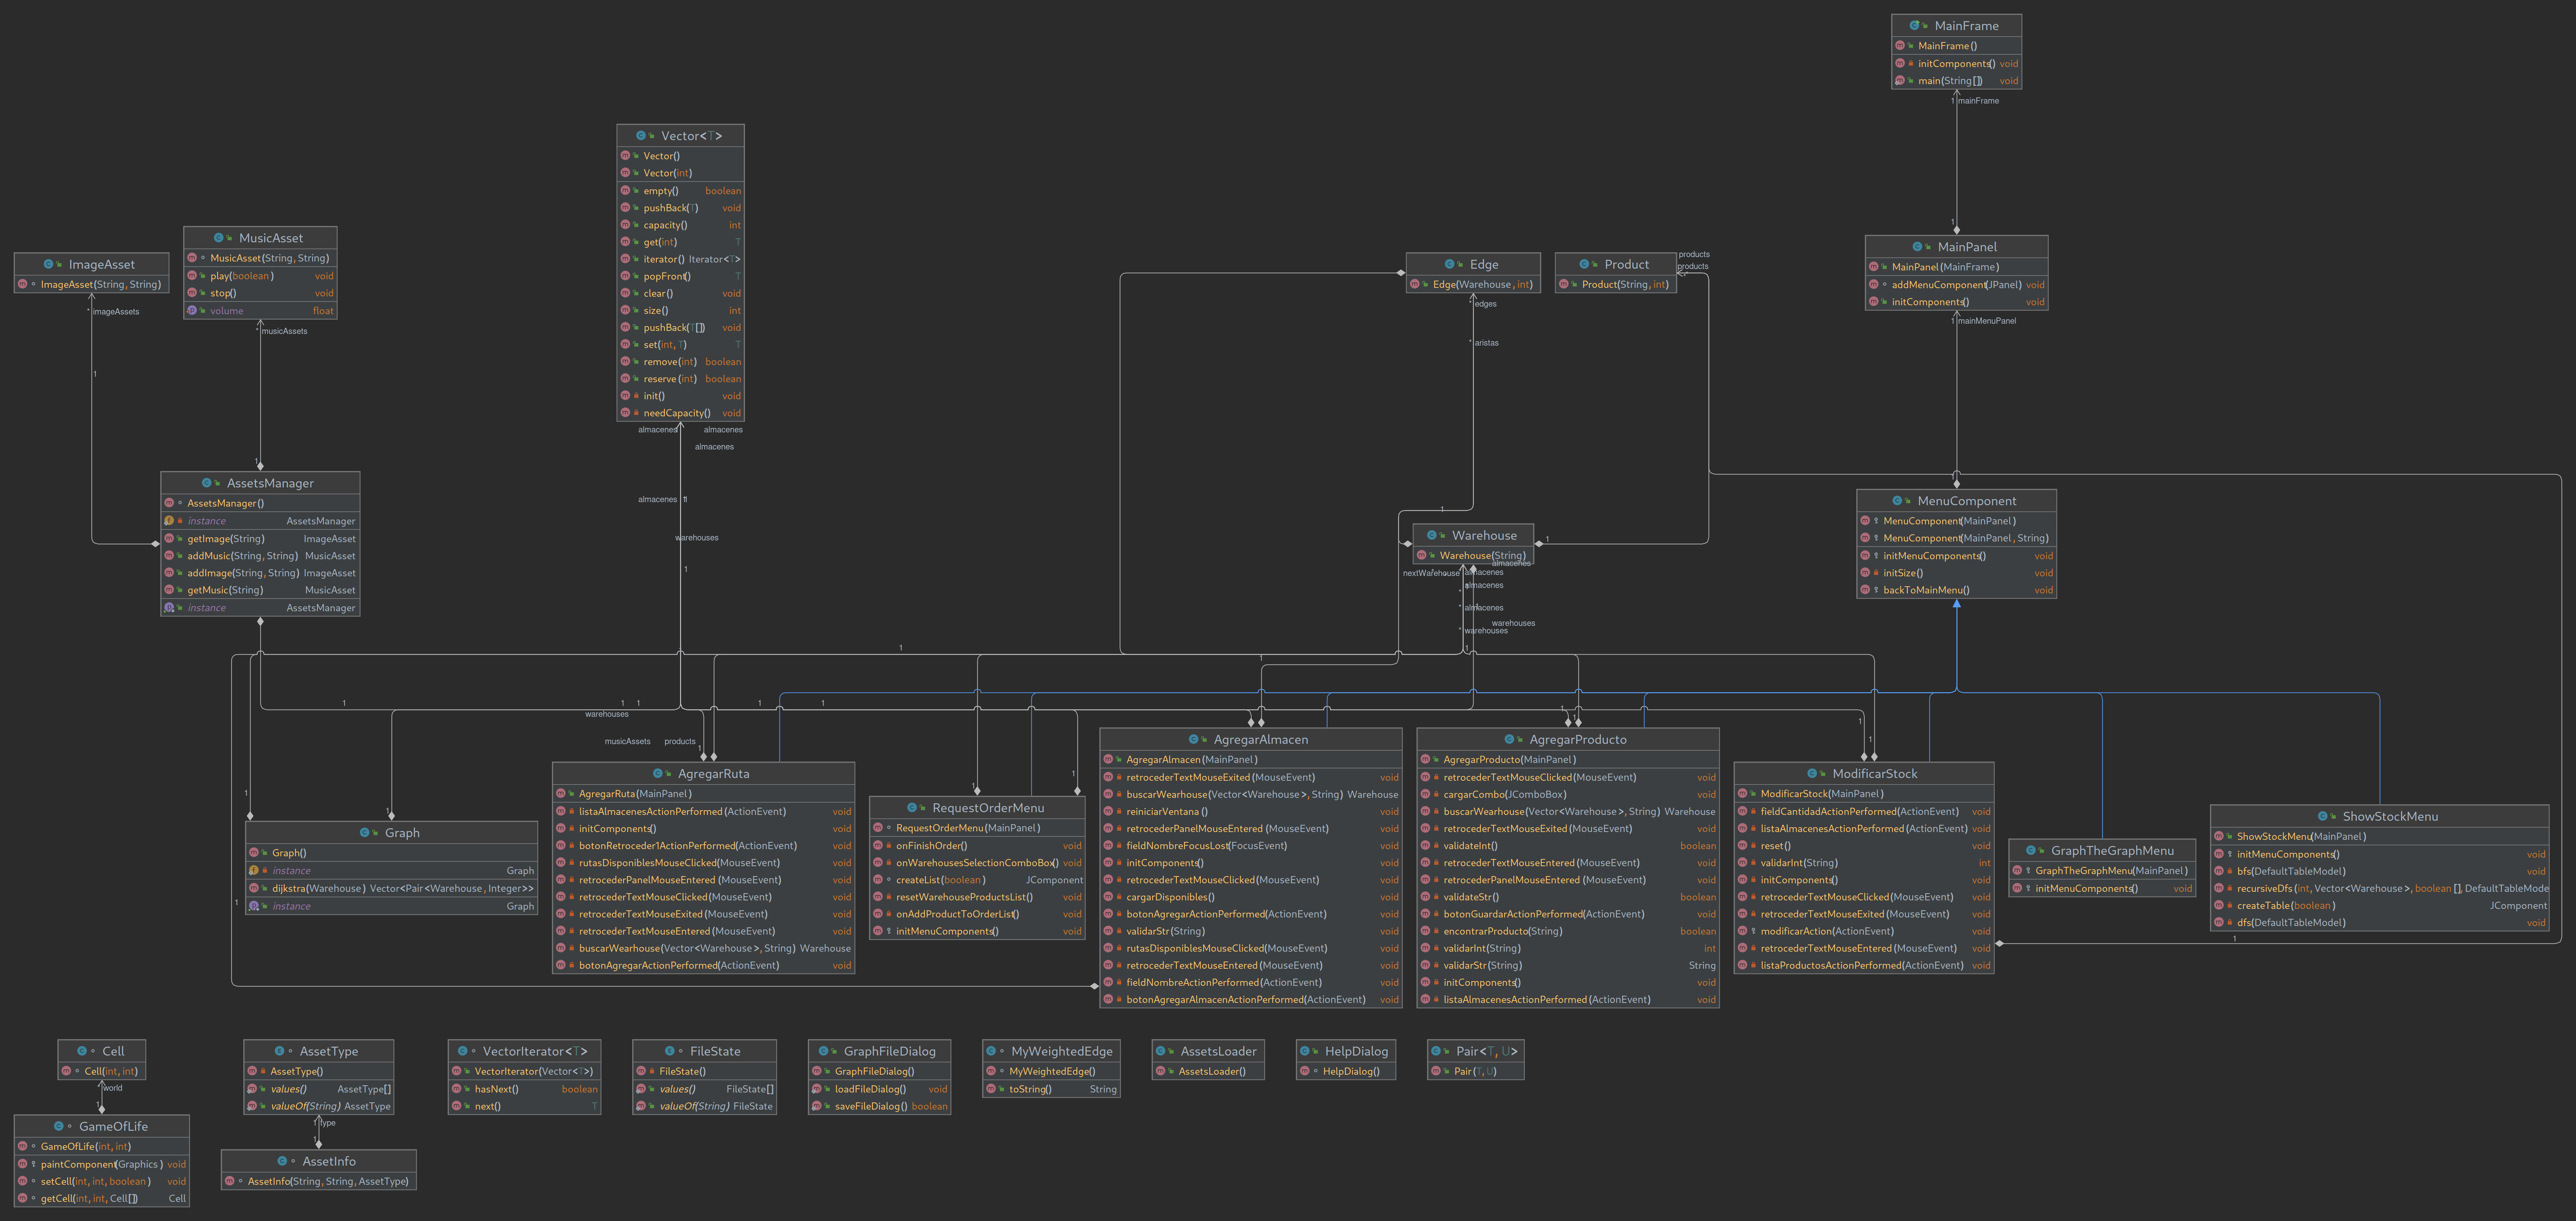 MainFrame
MainFrame()
initComponents() void
main(String[]) void
1 mainFrame
1
Vector<T>
Vector()
Vector(int)
empty() boolean
pushBack(T) void
capacity() int
get(int) T
iterator() Iterator<T>
popFront() T
clear() void
size() int
pushBack(T[]) void
set(int, T) T
remove(int) boolean
reserve(int) boolean
init() void
needCapacity() void
almacenes almacenes
almacenes
almacenes 1
warehouses
1
ImageAsset
ImageAsset(String, String)
* imageAssets
1
MusicAsset
MusicAsset(String, String)
play(boolean) void
stop() void
volume float
* musicAssets
1
Edge
Edge(Warehouse, int)
* edges
* aristas
1
Product
Product(String, int)
products
products
MainPanel
MainPanel(MainFrame)
addMenuComponent(JPanel) void
initComponents() void
1 mainMenuPanel
1
AssetsManager
AssetsManager()
instance AssetsManager
getImage(String) ImageAsset
addMusic(String, String) MusicAsset
addImage(String, String) ImageAsset
getMusic(String) MusicAsset
instance AssetsManager
Warehouse
Warehouse(String)
1
almacenes
nextWarehouse almacenes
almacenes
* almacenes
warehouses
* warehouses
MenuComponent
MenuComponent(MainPanel)
MenuComponent(MainPanel, String)
initMenuComponents() void
initSize() void
backToMainMenu() void
1
1
1
1
1
1
1
1
warehouses
1
1
1
musicAssets products
1
1
1
1
1
1
1
1
Graph
Graph()
instance Graph
dijkstra(Warehouse) Vector<Pair<Warehouse, Integer>>
instance Graph
AgregarRuta
AgregarRuta(MainPanel)
listaAlmacenesActionPerformed(ActionEvent) void
initComponents() void
botonRetroceder1ActionPerformed(ActionEvent) void
rutasDisponiblesMouseClicked(MouseEvent) void
retrocederPanelMouseEntered(MouseEvent) void
retrocederTextMouseClicked(MouseEvent) void
retrocederTextMouseExited(MouseEvent) void
retrocederTextMouseEntered(MouseEvent) void
buscarWearhouse(Vector<Warehouse>, String) Warehouse
botonAgregarActionPerformed(ActionEvent) void
RequestOrderMenu
RequestOrderMenu(MainPanel)
onFinishOrder() void
onWarehousesSelectionComboBox() void
createList(boolean) JComponent
resetWarehouseProductsList() void
onAddProductToOrderList() void
initMenuComponents() void
AgregarAlmacen
AgregarAlmacen(MainPanel)
retrocederTextMouseExited(MouseEvent) void
buscarWearhouse(Vector<Warehouse>, String) Warehouse
reiniciarVentana() void
retrocederPanelMouseEntered(MouseEvent) void
fieldNombreFocusLost(FocusEvent) void
initComponents() void
retrocederTextMouseClicked(MouseEvent) void
cargarDisponibles() void
botonAgregarActionPerformed(ActionEvent) void
validarStr(String) void
rutasDisponiblesMouseClicked(MouseEvent) void
retrocederTextMouseEntered(MouseEvent) void
fieldNombreActionPerformed(ActionEvent) void
botonAgregarAlmacenActionPerformed(ActionEvent) void
AgregarProducto
AgregarProducto(MainPanel)
retrocederTextMouseClicked(MouseEvent) void
cargarCombo(JComboBox) void
buscarWearhouse(Vector<Warehouse>, String) Warehouse
retrocederTextMouseExited(MouseEvent) void
validateInt() boolean
retrocederTextMouseEntered(MouseEvent) void
retrocederPanelMouseEntered(MouseEvent) void
validateStr() boolean
botonGuardarActionPerformed(ActionEvent) void
encontrarProducto(String) boolean
validarInt(String) int
validarStr(String) String
initComponents() void
listaAlmacenesActionPerformed(ActionEvent) void
ModificarStock
ModificarStock(MainPanel)
fieldCantidadActionPerformed(ActionEvent) void
listaAlmacenesActionPerformed(ActionEvent) void
reset() void
validarInt(String) int
initComponents() void
retrocederTextMouseClicked(MouseEvent) void
retrocederTextMouseExited(MouseEvent) void
modificarAction(ActionEvent) void
retrocederTextMouseEntered(MouseEvent) void
listaProductosActionPerformed(ActionEvent) void
GraphTheGraphMenu
GraphTheGraphMenu(MainPanel)
initMenuComponents() void
ShowStockMenu
ShowStockMenu(MainPanel)
initMenuComponents() void
bfs(DefaultTableModel) void
recursiveDfs(int, Vector<Warehouse>, boolean[], DefaultTableMode
createTable(boolean) JComponent
dfs(DefaultTableModel) void
1
Cell
Cell(int, int)
* world
1
GameOfLife
GameOfLife(int, int)
paintComponent(Graphics) void
setCell(int, int, boolean) void
getCell(int, int, Cell[]) Cell
AssetType
AssetType()
values() AssetType[]
valueOf(String) AssetType
1 type
1
AssetInfo
AssetInfo(String, String, AssetType)
VectorIterator<T>
VectorIterator(Vector<T>)
hasNext() boolean
next() T
FileState
FileState()
values() FileState[]
valueOf(String) FileState
GraphFileDialog
GraphFileDialog()
loadFileDialog() void
saveFileDialog() boolean
MyWeightedEdge
MyWeightedEdge()
toString() String
AssetsLoader
AssetsLoader()
HelpDialog
HelpDialog()
Pair<T, U>
Pair(T, U)